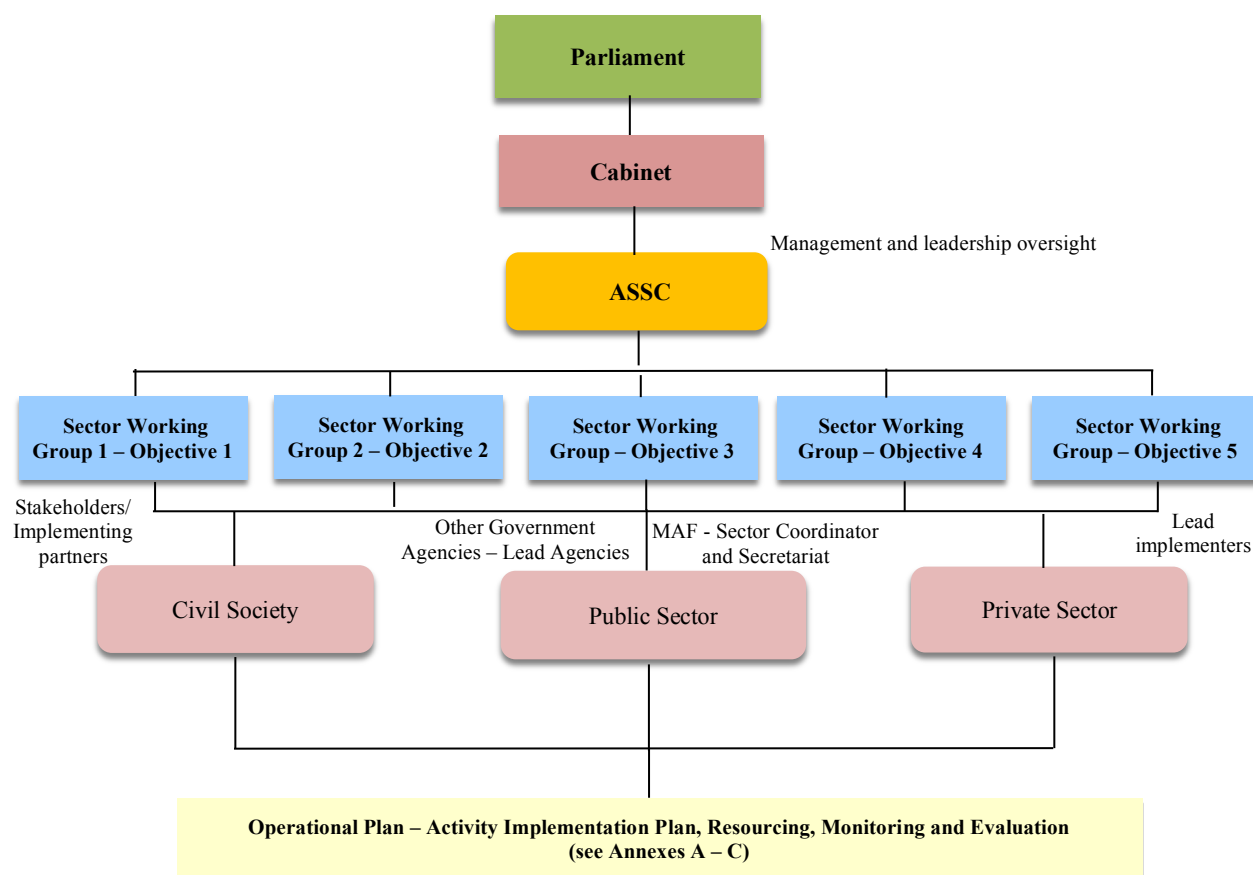 Parliament
Cabinet
Management and leadership oversight
ASSC
Sector Working
Group 1 – Objective 1
Sector Working
Group 2 – Objective 2
Sector Working
Group – Objective 3
Sector Working
Group – Objective 4
Sector Working
Group – Objective 5
Stakeholders/
Implementing
partners
Other Government
Agencies – Lead Agencies
MAF - Sector Coordinator
and Secretariat
Lead
implementers
Civil Society
Public Sector
Private Sector
Operational Plan – Activity Implementation Plan, Resourcing, Monitoring and Evaluation
(see Annexes A – C)